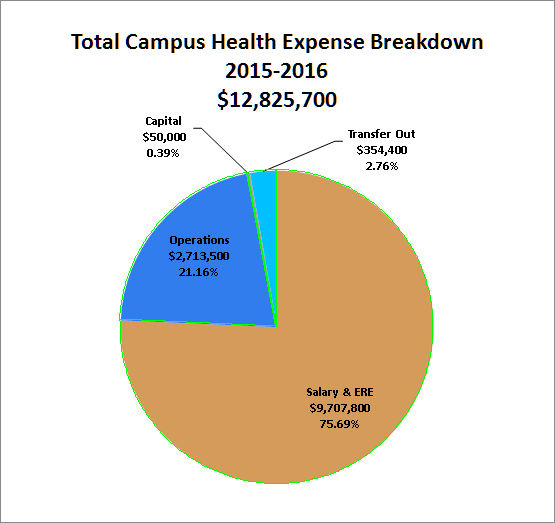 Total Campus Health Expense Breakdown
2015-2016
$12,825,700
Capital
$50,000
0.39%
Transfer Out
$354,400
2.76%
Operations
$2,713,500
21.16%
Salary & ERE
$9,707,800
75.69%